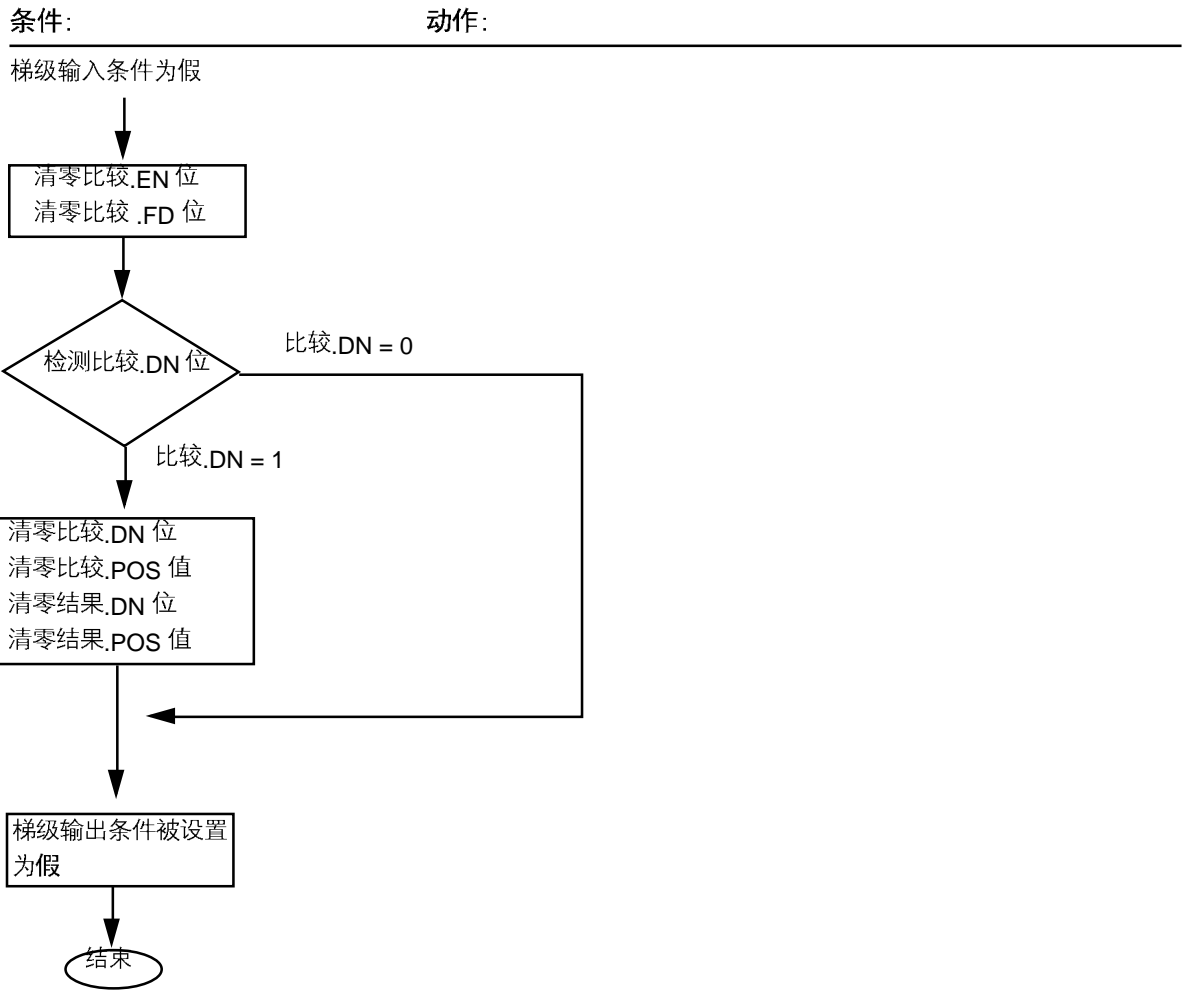 条件: 动作:
梯级输入条件为假
清零比较.EN 位
清零比较 .FD 位
检测比较.DN 位
比较.DN = 0
比较.DN = 1
清零比较.DN 位
清零比较.POS 值
清零结果.DN 位
清零结果.POS 值
梯级输出条件被设置
为假
结束